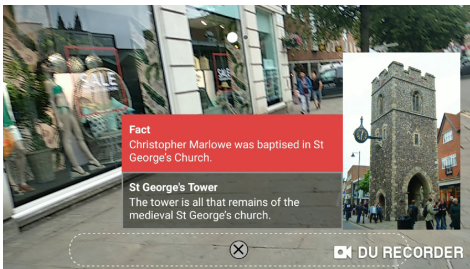 SALE
SALE
Fact
Christopher Marlowe was baptised in St
George's Church.
St George's Tower
The tower is all that remains of the
medieval St George's church.
DU RECORDER